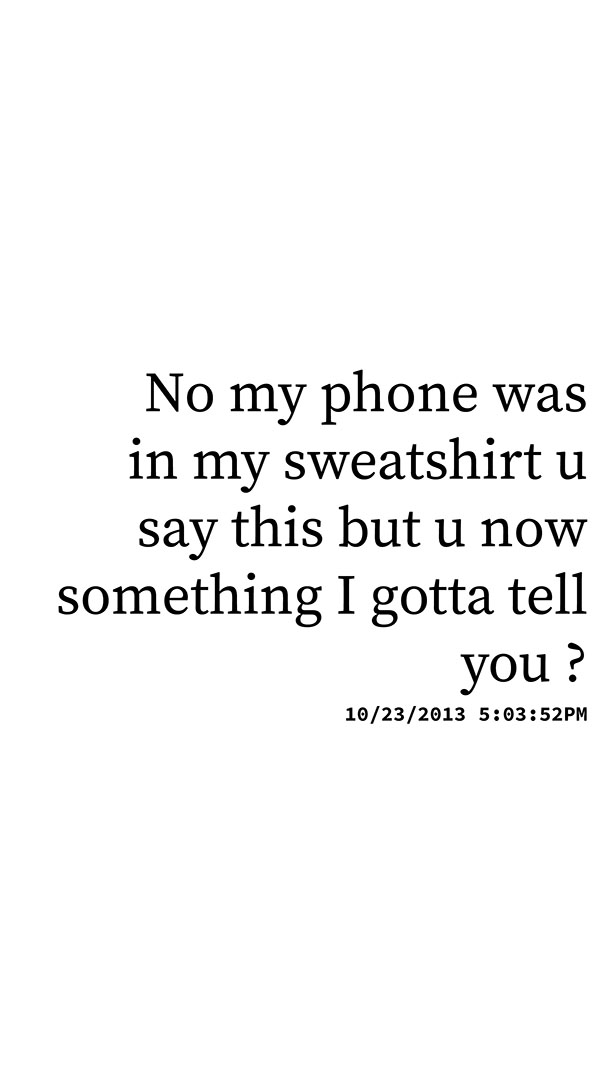 No my phone was
in my sweatshirt u
say this but u now
something I gotta tell
you ?
10/23/2013 5:03:52PM